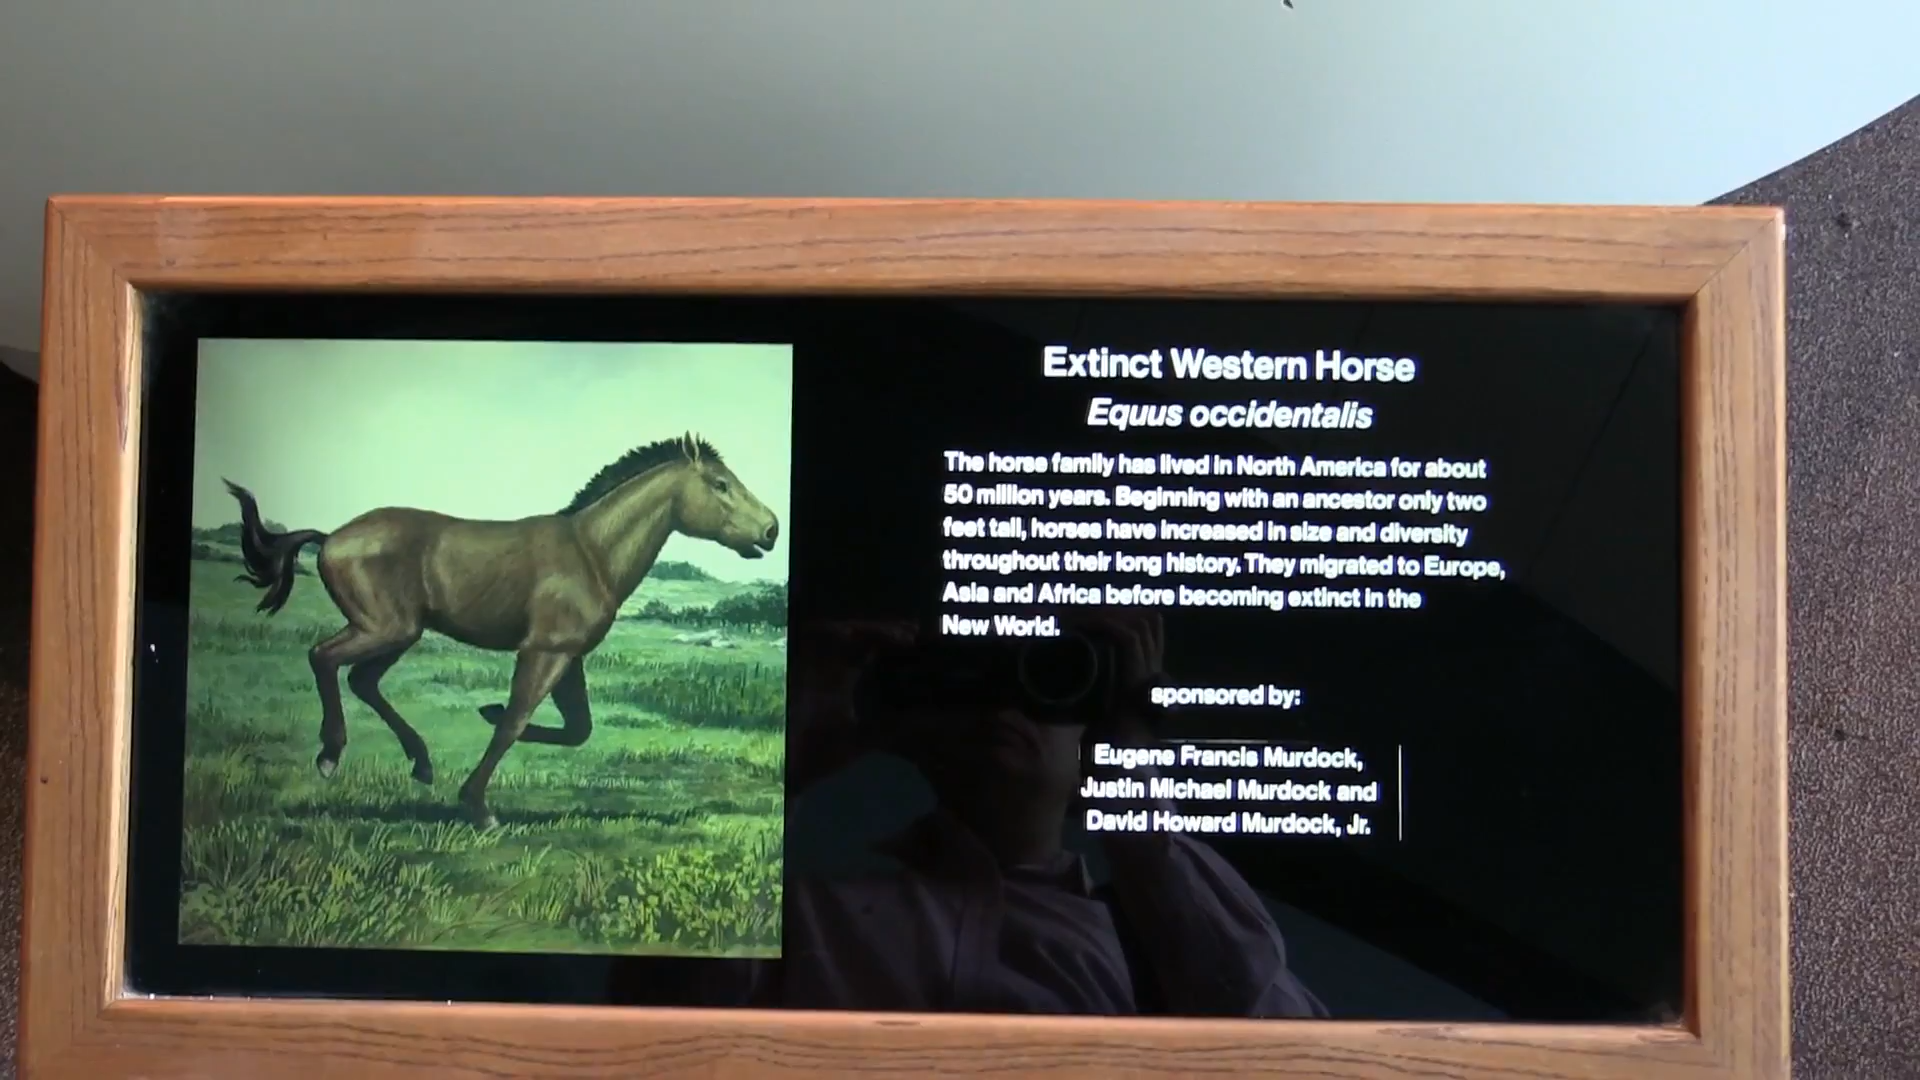 Extinct Western Horse
Equus occidentalis
The horse family has lived in North America for about
50 million years. Beginning with an ancestor only two
feet tall, horses have increased in size and diversity
throughout their long history. They migrated to Europe,
Asia and Africa before becoming extinct in the
New World.
sponsored by:
Eugene Francis Murdock,
Justin Michael Murdock and
David Howard Murdock, Jr.